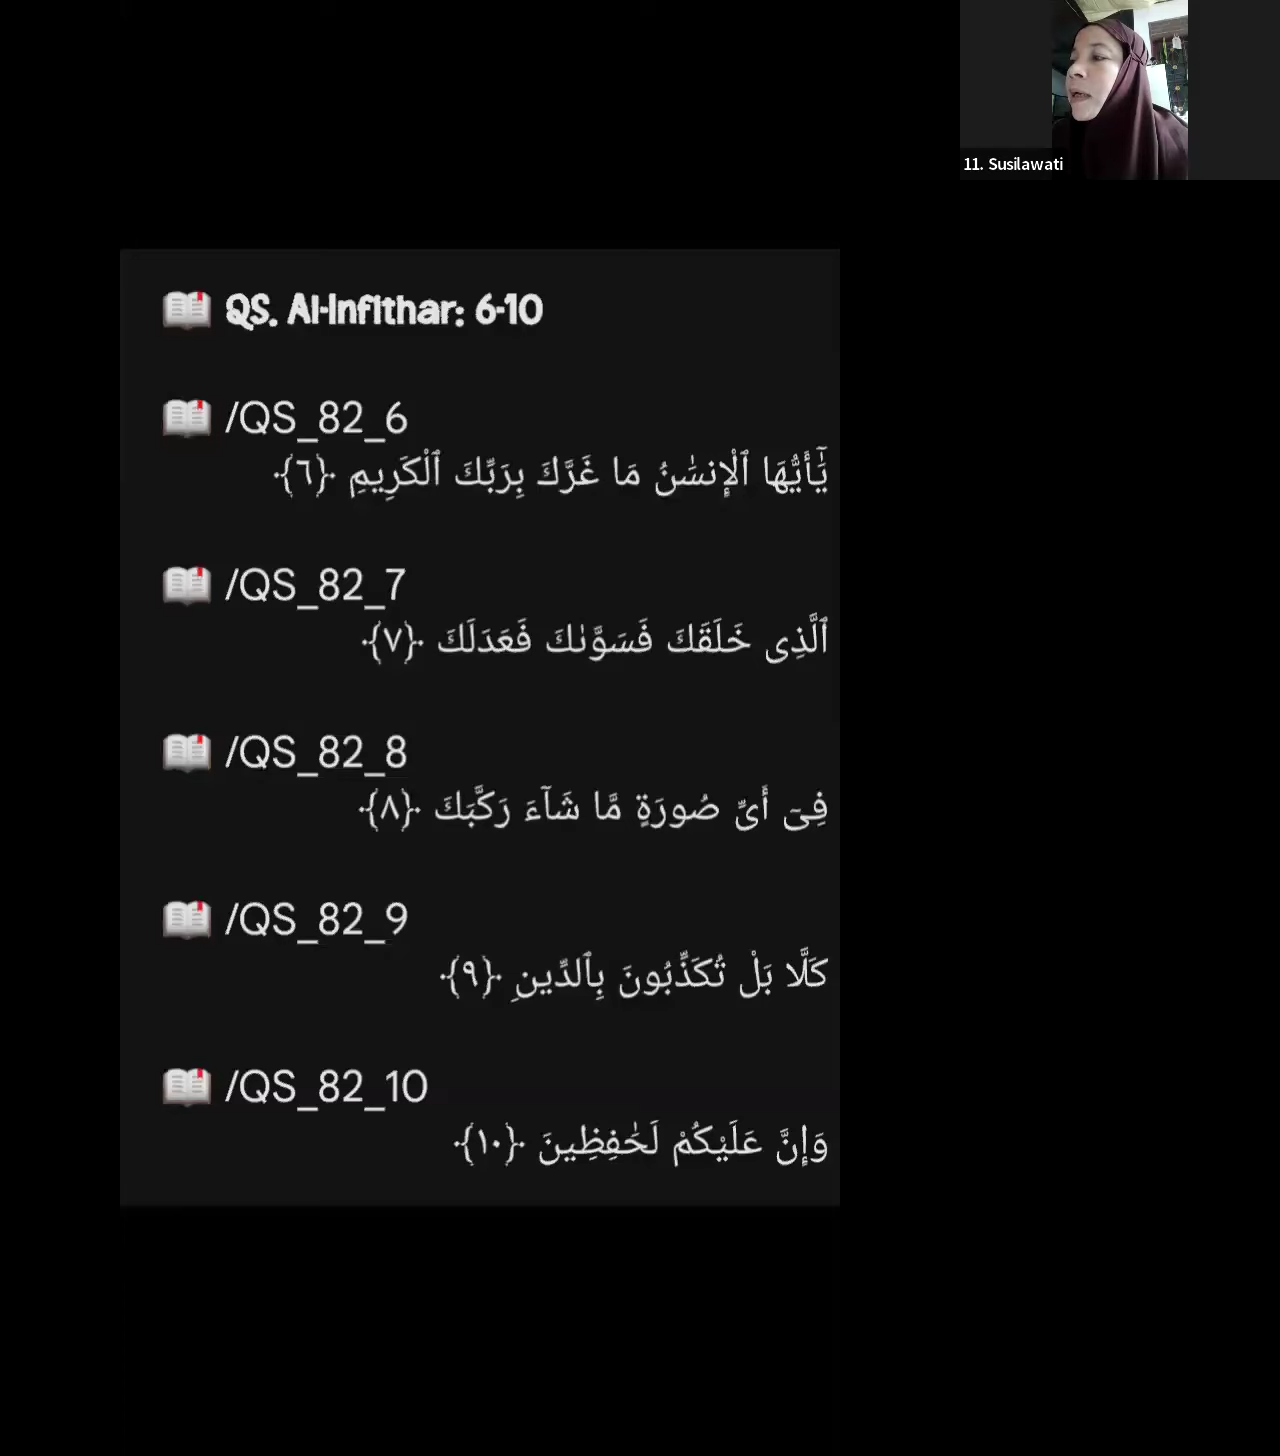 11. Susilawati
📖 QS. Al-Infithar: 6-10
📖 /QS_82_6
يَٰٓأَيُّهَا ٱلْإِنسَٰنُ مَا غَرَّكَ بِرَبِّكَ ٱلْكَرِيمِ ·{٦}·
📖 /QS_82_7
ٱلَّذِى خَلَقَكَ فَسَوَّىٰكَ فَعَدَلَكَ ·{٧}·
📖 /QS_82_8
فِىٓ أَىِّ صُورَةٍ مَّا شَآءَ رَكَّبَكَ ·{٨}·
📖 /QS_82_9
كَلَّا بَلْ تُكَذِّبُونَ بِٱلدِّينِ ·{٩}·
📖 /QS_82_10
وَإِنَّ عَلَيْكُمْ لَحَٰفِظِينَ ·{١٠}·